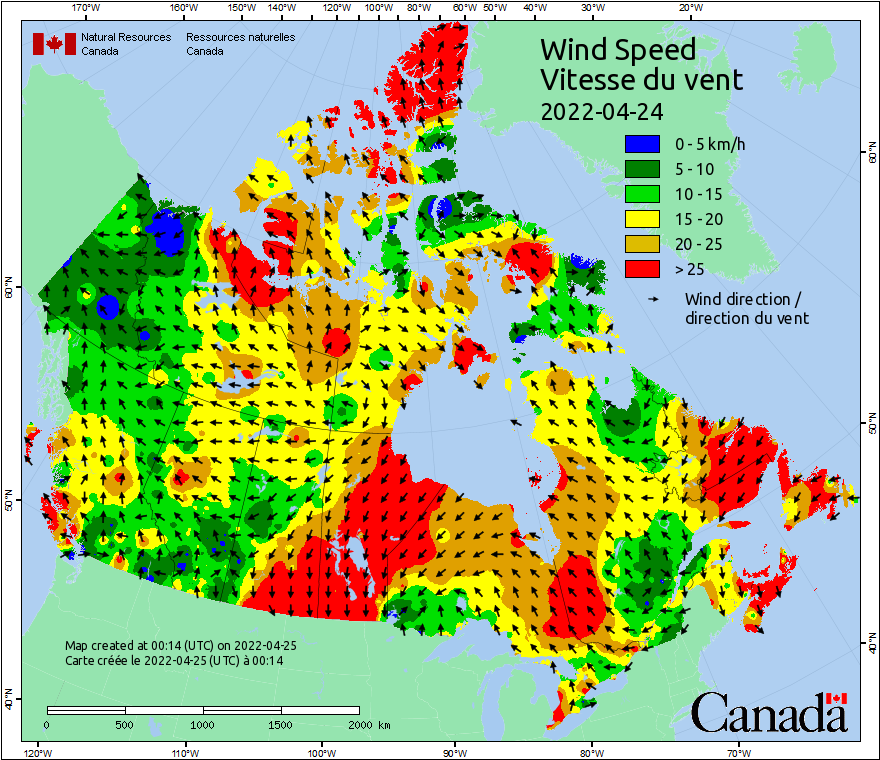 170°W 160°W 150°W 140°W 120°W 100°W 80°W 60°W 50°W 40°W 30°W 20°W
Natural Resources Ressources naturelles
Canada Canada
Wind Speed
Vitesse du vent
2022-04-24
0 - 5 km/h
5 - 10
10 - 15
15 - 20
20 - 25
> 25
Wind direction /
direction du vent
60°N
60°N
50°N
50°N
40°N
40°N
Map created at 00:14 (UTC) on 2022-04-25
Carte créée le 2022-04-25 (UTC) à 00:14
0 500 1000 1500 2000 km
Canada
120°W 110°W 100°W 90°W 80°W 70°W